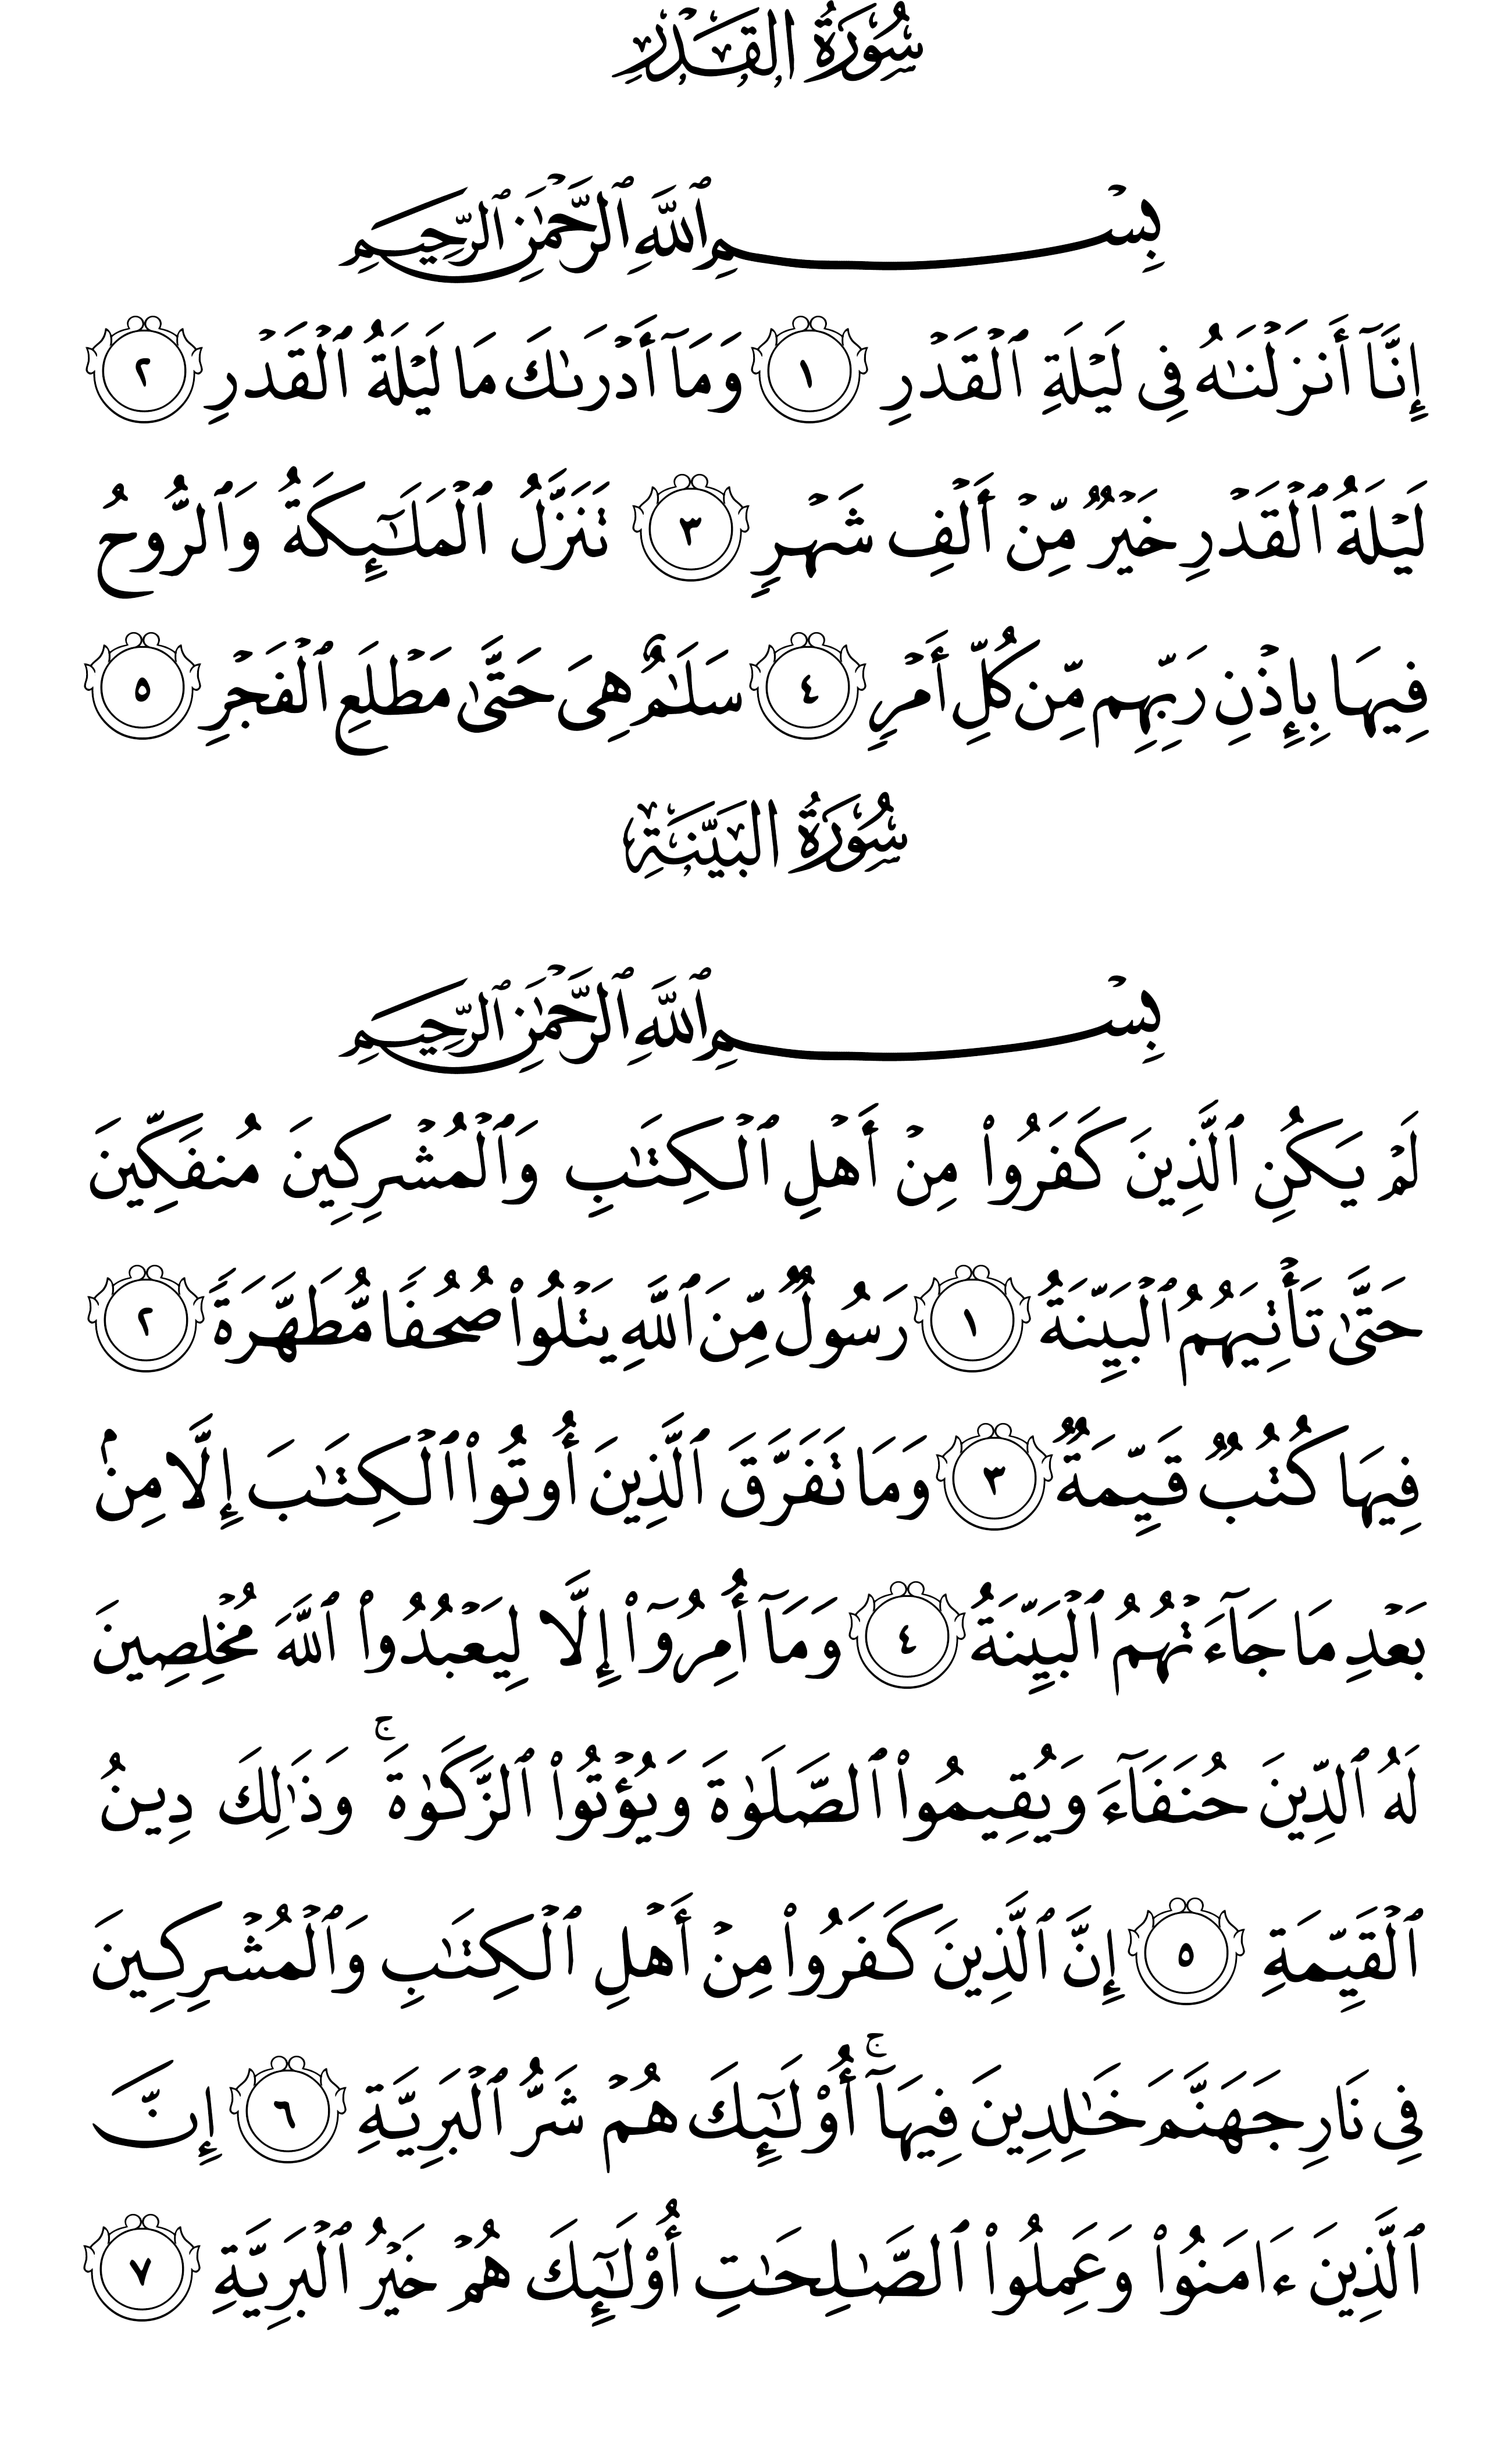 سُورَةُ القَدْرِ
بِسْمِ ٱللَّهِ ٱلرَّحْمَٰنِ ٱلرَّحِيمِ
إِنَّآ أَنزَلْنَٰهُ فِى لَيْلَةِ ٱلْقَدْرِ ١ وَمَآ أَدْرَىٰكَ مَا لَيْلَةُ ٱلْقَدْرِ ٢
لَيْلَةُ ٱلْقَدْرِ خَيْرٌ مِّنْ أَلْفِ شَهْرٍ ٣ تَنَزَّلُ ٱلْمَلَٰٓئِكَةُ وَٱلرُّوحُ
فِيهَا بِإِذْنِ رَبِّهِم مِّن كُلِّ أَمْرٍ ٤ سَلَٰمٌ هِىَ حَتَّىٰ مَطْلَعِ ٱلْفَجْرِ ٥
سُورَةُ البَيِّنَةِ
بِسْمِ ٱللَّهِ ٱلرَّحْمَٰنِ ٱلرَّحِيمِ
لَمْ يَكُنِ ٱلَّذِينَ كَفَرُوا۟ مِنْ أَهْلِ ٱلْكِتَٰبِ وَٱلْمُشْرِكِينَ مُنفَكِّينَ
حَتَّىٰ تَأْتِيَهُمُ ٱلْبَيِّنَةُ ١ رَسُولٌ مِّنَ ٱللَّهِ يَتْلُوا۟ صُحُفًا مُّطَهَّرَةً ٢
فِيهَا كُتُبٌ قَيِّمَةٌ ٣ وَمَا تَفَرَّقَ ٱلَّذِينَ أُوتُوا۟ ٱلْكِتَٰبَ إِلَّا مِنۢ
بَعْدِ مَا جَآءَتْهُمُ ٱلْبَيِّنَةُ ٤ وَمَآ أُمِرُوٓا۟ إِلَّا لِيَعْبُدُوا۟ ٱللَّهَ مُخْلِصِينَ
لَهُ ٱلدِّينَ حُنَفَآءَ وَيُقِيمُوا۟ ٱلصَّلَوٰةَ وَيُؤْتُوا۟ ٱلزَّكَوٰةَ ۚ وَذَٰلِكَ دِينُ
ٱلْقَيِّمَةِ ٥ إِنَّ ٱلَّذِينَ كَفَرُوا۟ مِنْ أَهْلِ ٱلْكِتَٰبِ وَٱلْمُشْرِكِينَ
فِى نَارِ جَهَنَّمَ خَٰلِدِينَ فِيهَآ ۚ أُو۟لَٰٓئِكَ هُمْ شَرُّ ٱلْبَرِيَّةِ ٦ إِنَّ
ٱلَّذِينَ ءَامَنُوا۟ وَعَمِلُوا۟ ٱلصَّٰلِحَٰتِ أُو۟لَٰٓئِكَ هُمْ خَيْرُ ٱلْبَرِيَّةِ ٧